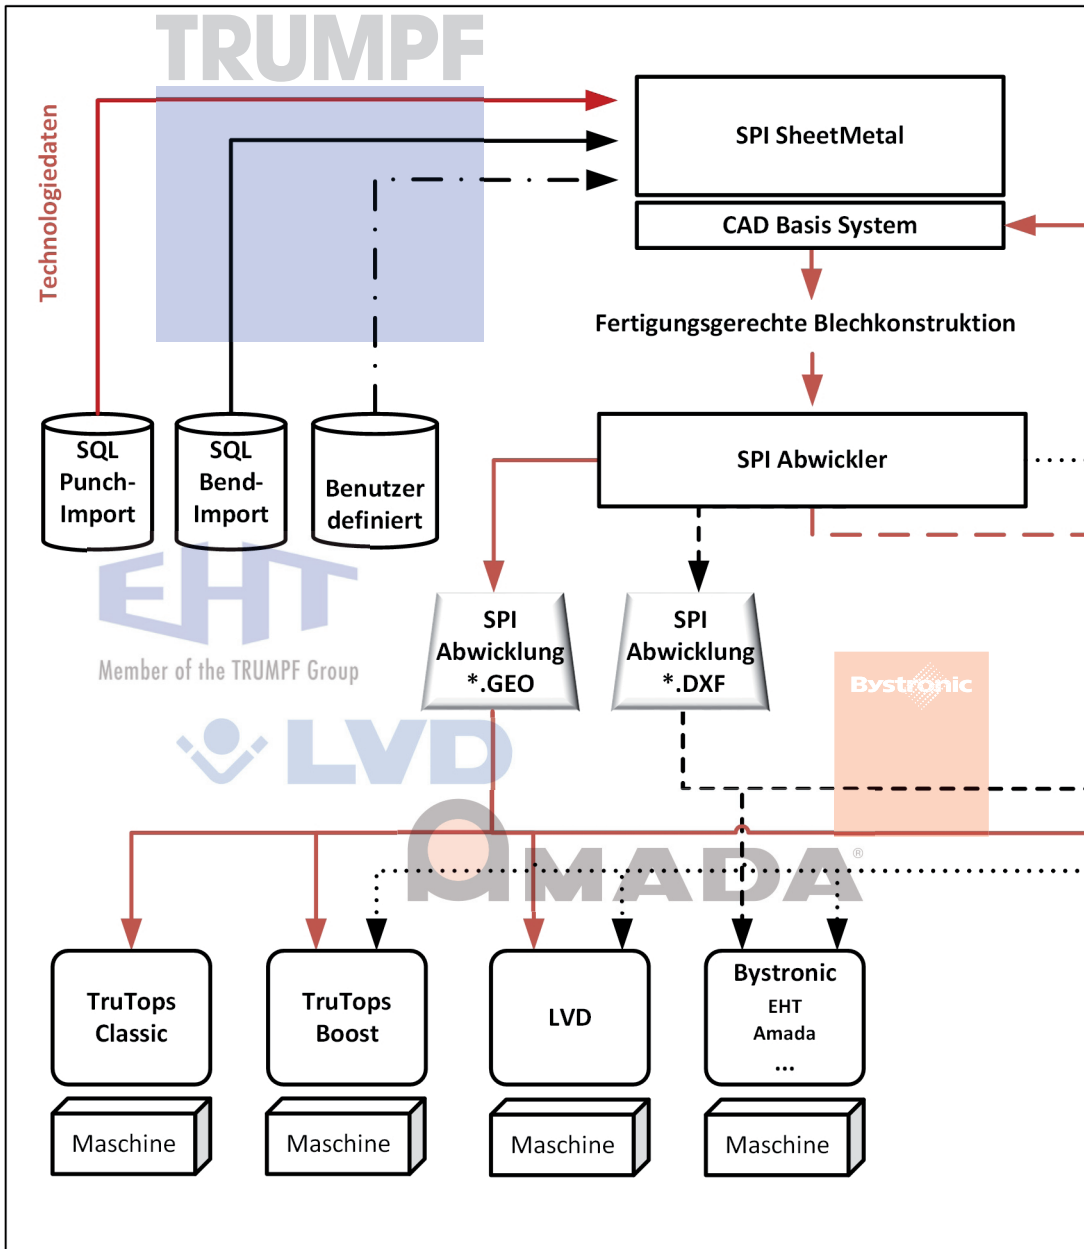 TRUMPF
Technologiedaten
SPI SheetMetal
CAD Basis System
Fertigungsgerechte Blechkonstruktion
SQL
Punch-
Import
SQL
Bend-
Import
Benutzer
definiert
SPI Abwickler
EHT
Member of the TRUMPF Group
SPI
Abwicklung
*.GEO
SPI
Abwicklung
*.DXF
Bystronic
LVD
AMADA®
TruTops
Classic
TruTops
Boost
LVD
Bystronic
EHT
Amada
...
Maschine
Maschine
Maschine
Maschine